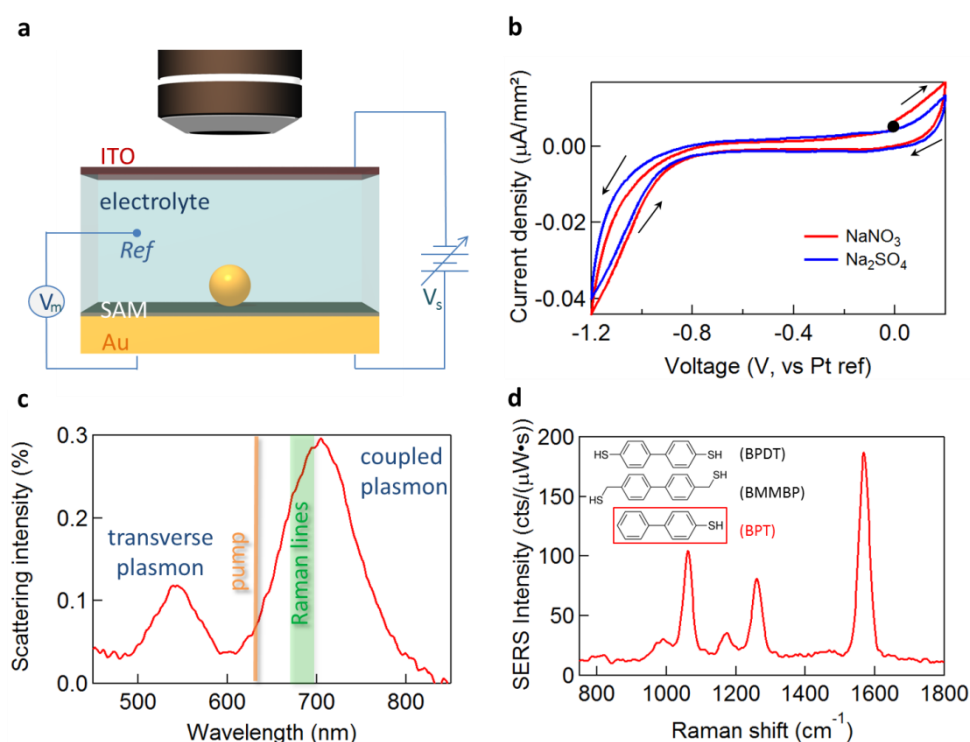 a
ITO
electrolyte
Ref
Vm
SAM
Au
Vs
b
Current density (µA/mm²)
0.00
-0.02
-0.04
NaNO₃
Na₂SO₄
-1.2 -0.8 -0.4 0.0
Voltage (V, vs Pt ref)
c
Scattering intensity (%)
0.3
0.2
0.1
0.0
transverse
plasmon
pump
Raman lines
coupled
plasmon
500 600 700 800
Wavelength (nm)
d
SERS Intensity (cts/(µW•s))
200
150
100
50
0
HS SH (BPDT)
SH
HS (BMMBP)
SH (BPT)
800 1000 1200 1400 1600 1800
Raman shift (cm⁻¹)